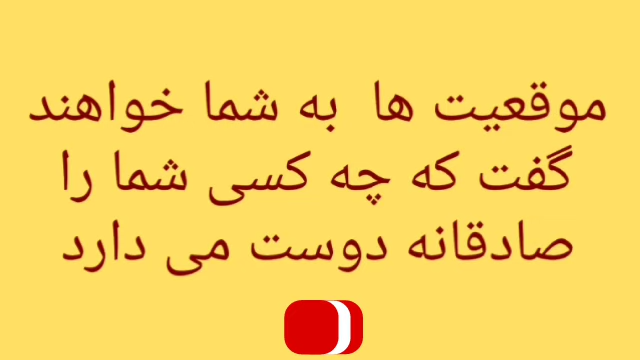 موقعیت ها به شما خواهند
گفت که چه کسی شما را
صادقانه دوست می دارد